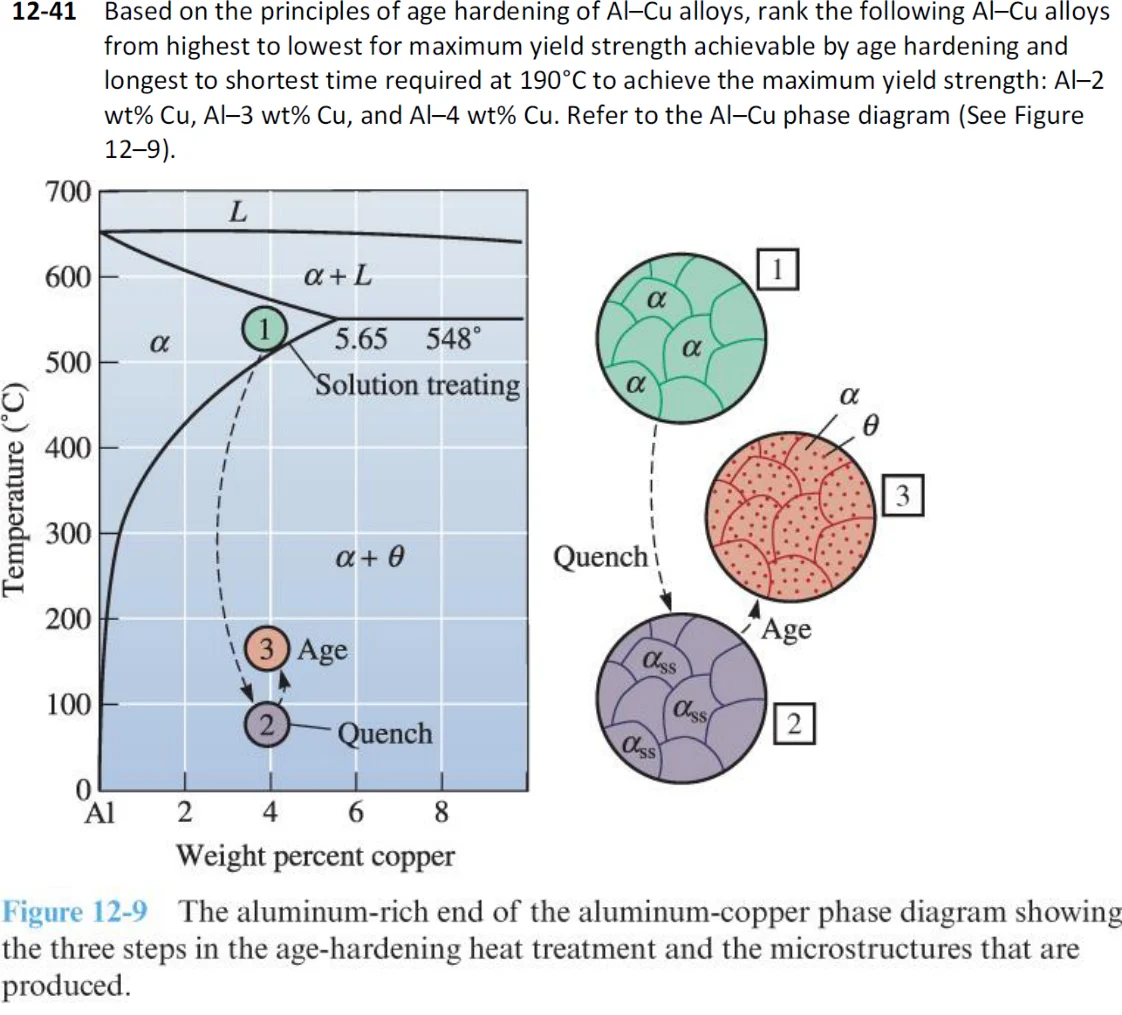 12-41 Based on the principles of age hardening of Al–Cu alloys, rank the following Al–Cu alloys
from highest to lowest for maximum yield strength achievable by age hardening and
longest to shortest time required at 190°C to achieve the maximum yield strength: Al–2
wt% Cu, Al–3 wt% Cu, and Al–4 wt% Cu. Refer to the Al–Cu phase diagram (See Figure
12–9).
700
L
600
α + L
1
α
5.65 548°
500
Solution treating
400
300
α + θ
200
3 Age
100
2 Quench
0
Al 2 4 6 8
Temperature (°C)
Weight percent copper
1
α
α
α
α
θ
3
Quench
Age
αss
αss
αss
2
Figure 12-9 The aluminum-rich end of the aluminum-copper phase diagram showing
the three steps in the age-hardening heat treatment and the microstructures that are
produced.